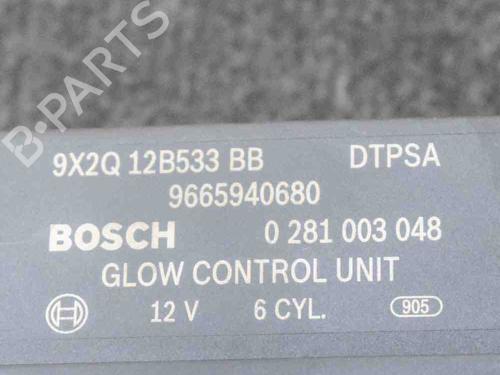 B-PARTS
9X2Q 12B533 BB DTPSA
9665940680
BOSCH 0 281 003 048
GLOW CONTROL UNIT
12 V 6 CYL. 905